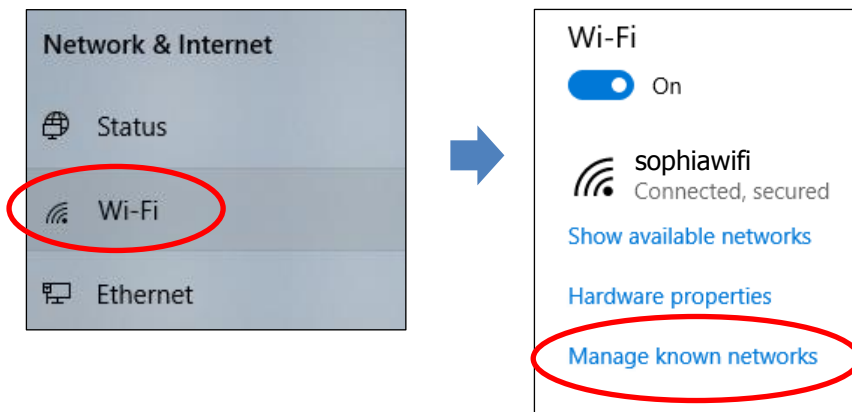 Network & Internet
Status
Wi-Fi
Ethernet
Wi-Fi
On
sophiawifi
Connected, secured
Show available networks
Hardware properties
Manage known networks